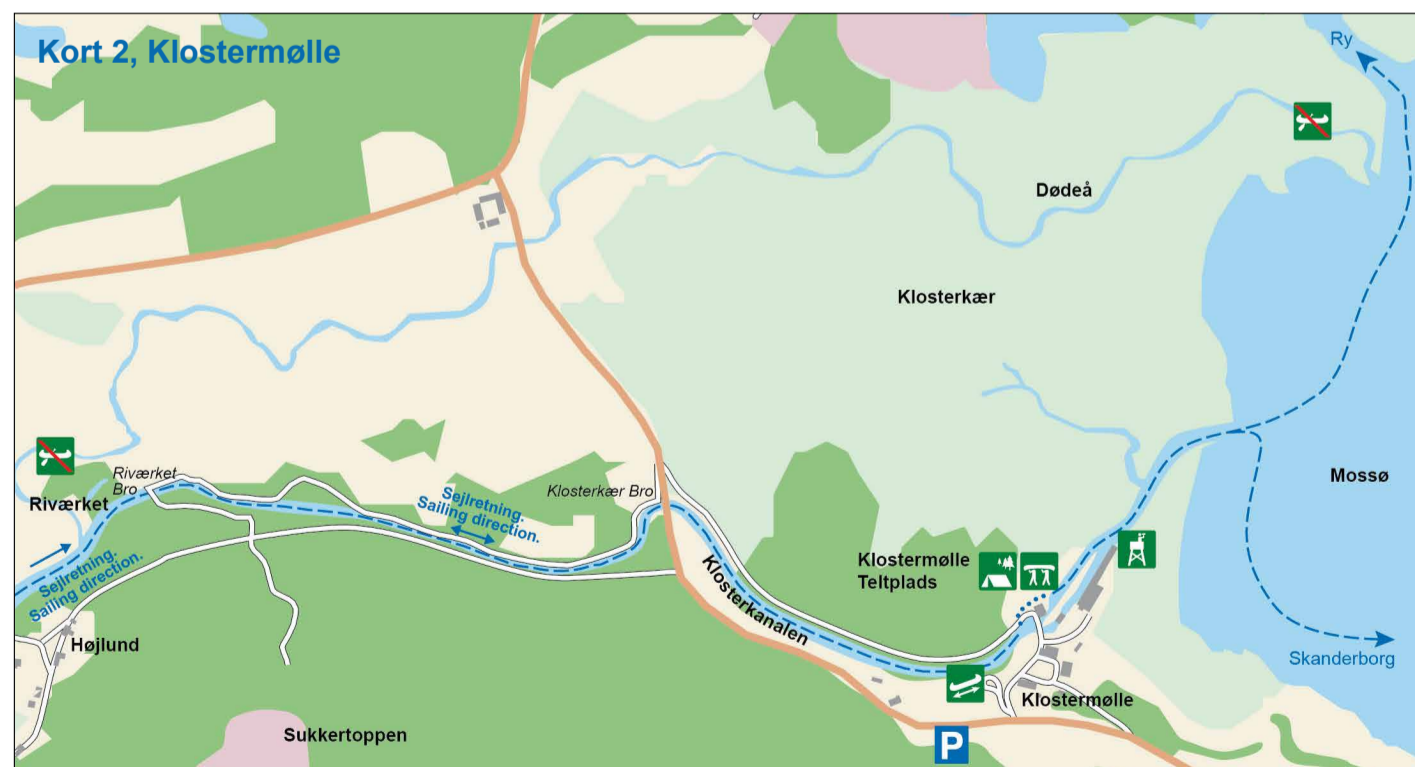 Kort 2, Klostermølle
Ry
Dødeå
Klosterkær
Riværket
Bro
Riværket
Klosterkær Bro
Sejlretning.
Sailing direction.
Mossø
Sejlretning.
Sailing direction.
Klostermølle
Teltplads
Klosterkanalen
Højlund
Skanderborg
Klostermølle
Sukkertoppen
P